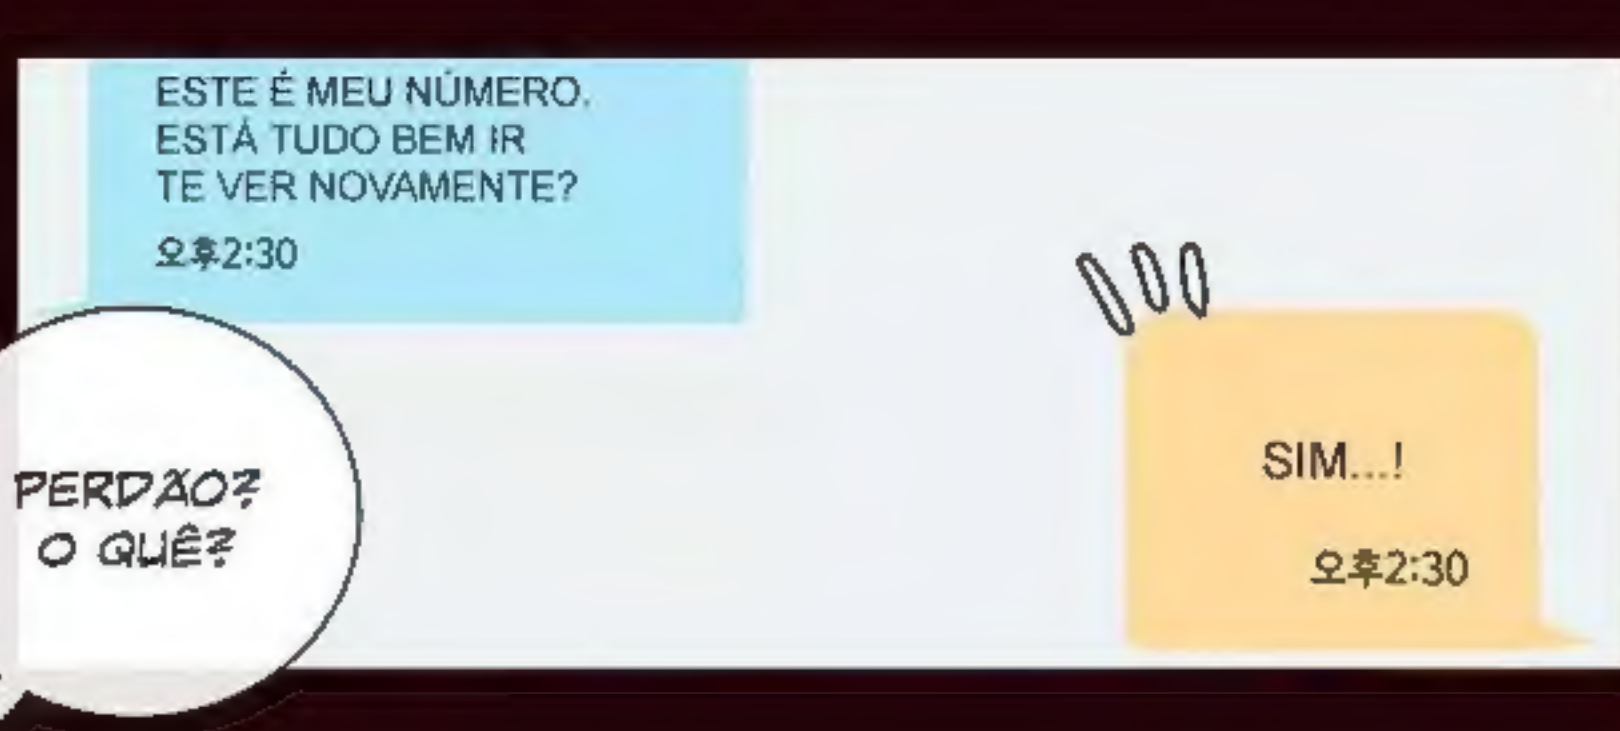 ESTE É MEU NÚMERO.
ESTÁ TUDO BEM IR
TE VER NOVAMENTE?
오후2:30
PERDÃO?
O QUÊ?
SIM...!
오후2:30